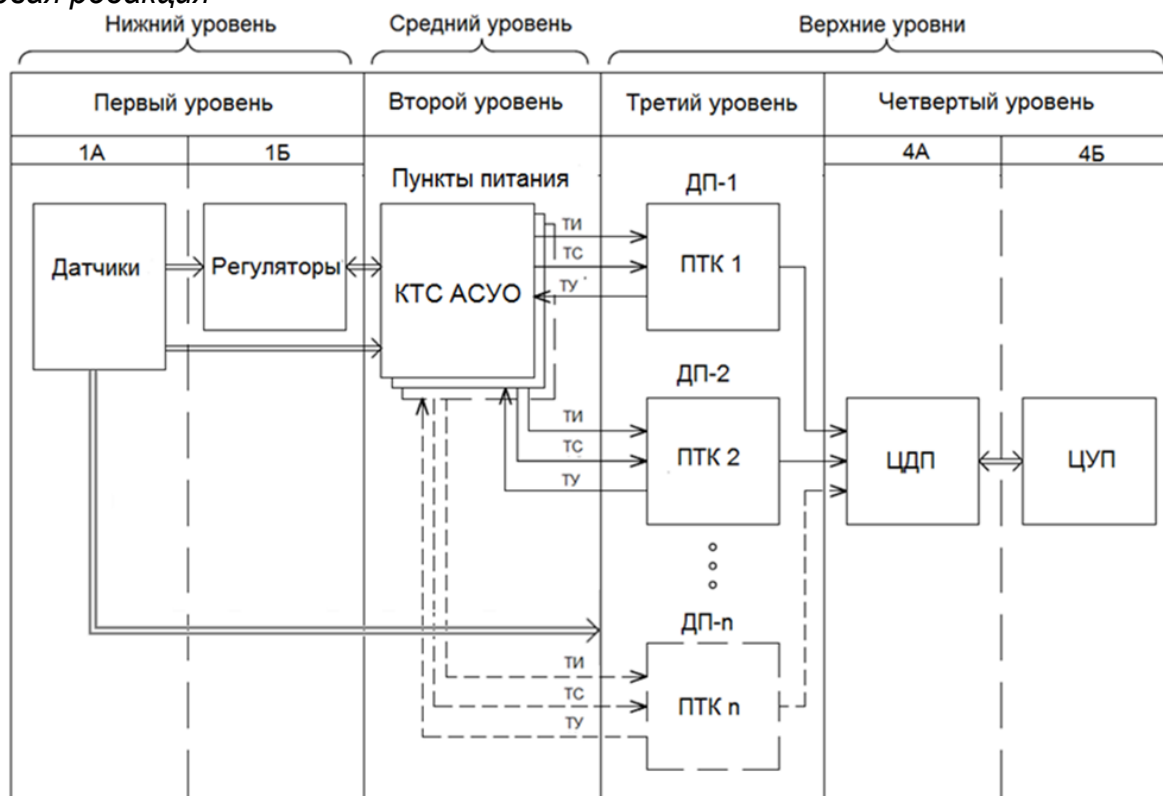 редакция
Нижний уровень Средний уровень Верхние уровни
Первый уровень Второй уровень Третий уровень Четвертый уровень
1А 1Б 4А 4Б
Пункты питания ДП-1
Датчики Регуляторы КТС АСУО ТИ ТС ТУ ПТК 1
ДП-2
ТИ ТС ТУ ПТК 2 ЦДП ЦУП
ДП-n
ТИ ТС ТУ ПТК n